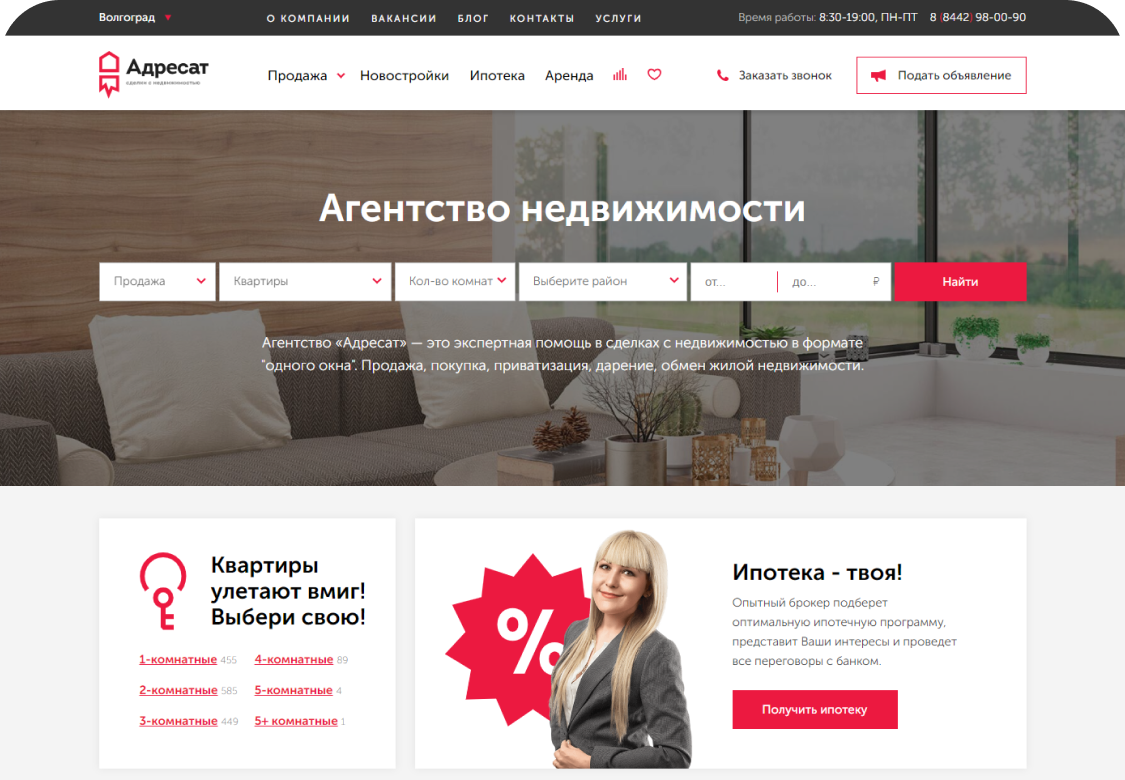 Волгоград
О КОМПАНИИ ВАКАНСИИ БЛОГ КОНТАКТЫ УСЛУГИ
Время работы: 8:30-19:00, ПН-ПТ 8 (8442) 98-00-90
Адресат
сделки с недвижимостью
Продажа Новостройки Ипотека Аренда
Заказать звонок
Подать объявление
Агентство недвижимости
Продажа Квартиры Кол-во комнат Выберите район от... до... ₽ Найти
Агентство «Адресат» — это экспертная помощь в сделках с недвижимостью в формате
"одного окна". Продажа, покупка, приватизация, дарение, обмен жилой недвижимости.
Квартиры
улетают вмиг!
Выбери свою!
1-комнатные 455 4-комнатные 89
2-комнатные 585 5-комнатные 4
3-комнатные 449 5+ комнатные 1
%
Ипотека - твоя!
Опытный брокер подберет
оптимальную ипотечную программу,
представит Ваши интересы и проведет
все переговоры с банком.
Получить ипотеку